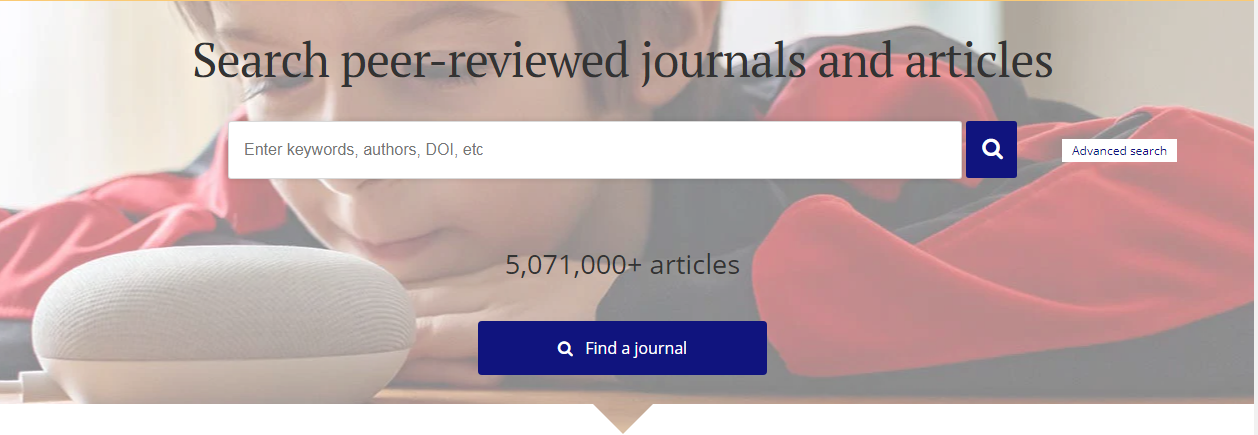 Search peer-reviewed journals and articles
Enter keywords, authors, DOI, etc
Advanced search
5,071,000+ articles
Find a journal